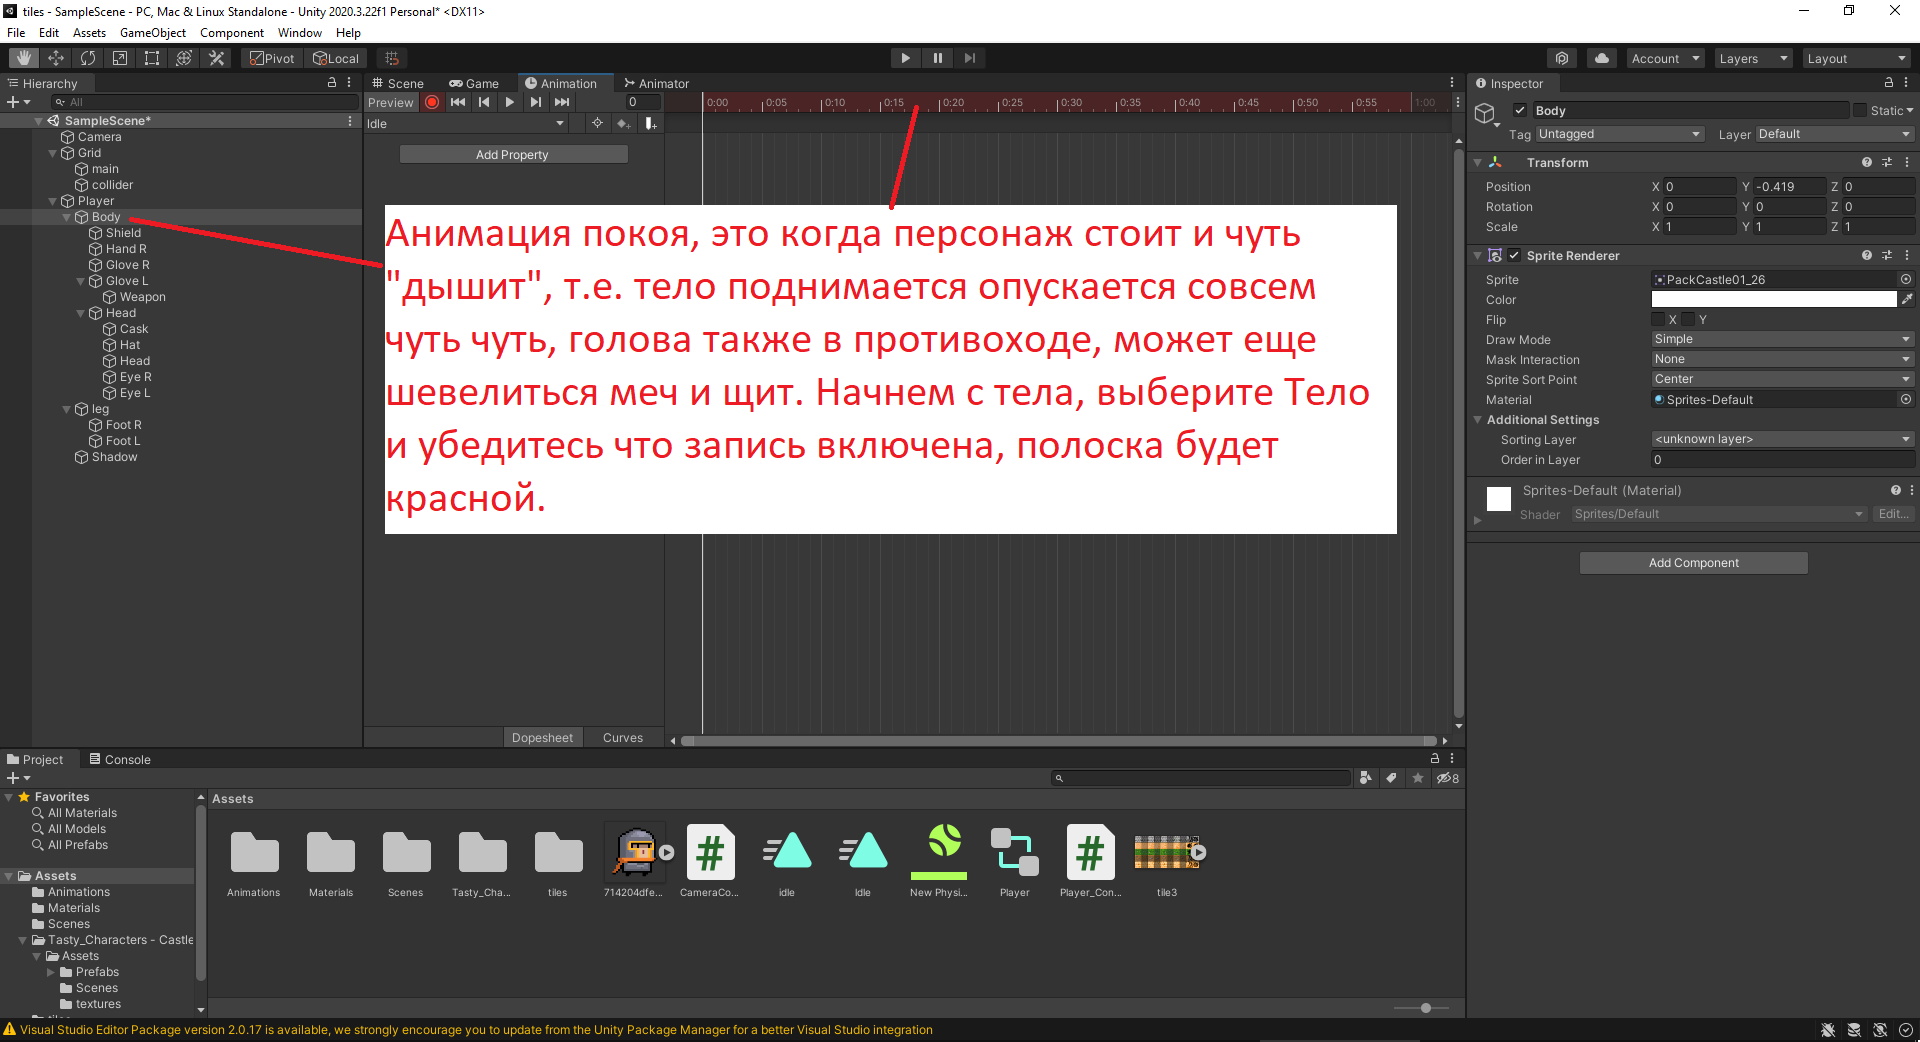 tiles - SampleScene - PC, Mac & Linux Standalone - Unity 2020.3.22f1 Personal* <DX11>
File Edit Assets GameObject Component Window Help
Pivot Local Account Layers Layout
Hierarchy
All
SampleScene*
Camera
Grid
main
collider
Player
Body
Shield
Hand R
Glove R
Glove L
Weapon
Head
Cask
Hat
Head
Eye R
Eye L
leg
Foot R
Foot L
Shadow
Scene Game Animation Animator
Preview 0 0:00 0:05 0:10 0:15 0:20 0:25 0:30 0:35 0:40 0:45 0:50 0:55 1:00
Idle
Add Property
Анимация покоя, это когда персонаж стоит и чуть
"дышит", т.е. тело поднимается опускается совсем
чуть чуть, голова также в противоходе, может еще
шевелиться меч и щит. Начнем с тела, выберите Тело
и убедитесь что запись включена, полоска будет
красной.
Dopesheet Curves
Inspector
Body Static
Tag Untagged Layer Default
Transform
Position X 0 Y -0.419 Z 0
Rotation X 0 Y 0 Z 0
Scale X 1 Y 1 Z 1
Sprite Renderer
Sprite PackCastle01_26
Color
Flip X Y
Draw Mode Simple
Mask Interaction None
Sprite Sort Point Center
Material Sprites-Default
Additional Settings
Sorting Layer <unknown layer>
Order in Layer 0
Sprites-Default (Material)
Shader Sprites/Default Edit...
Add Component
Project Console
8
Favorites
All Materials
All Models
All Prefabs
Assets
Animations
Materials
Scenes
Tasty_Characters - Castle
Assets
Prefabs
Scenes
textures
Assets
Animations Materials Scenes Tasty_Cha... tiles 714204dfe... CameraCo... idle Idle New Physi... Player Player_Con... tile3
Visual Studio Editor Package version 2.0.17 is available, we strongly encourage you to update from the Unity Package Manager for a better Visual Studio integration